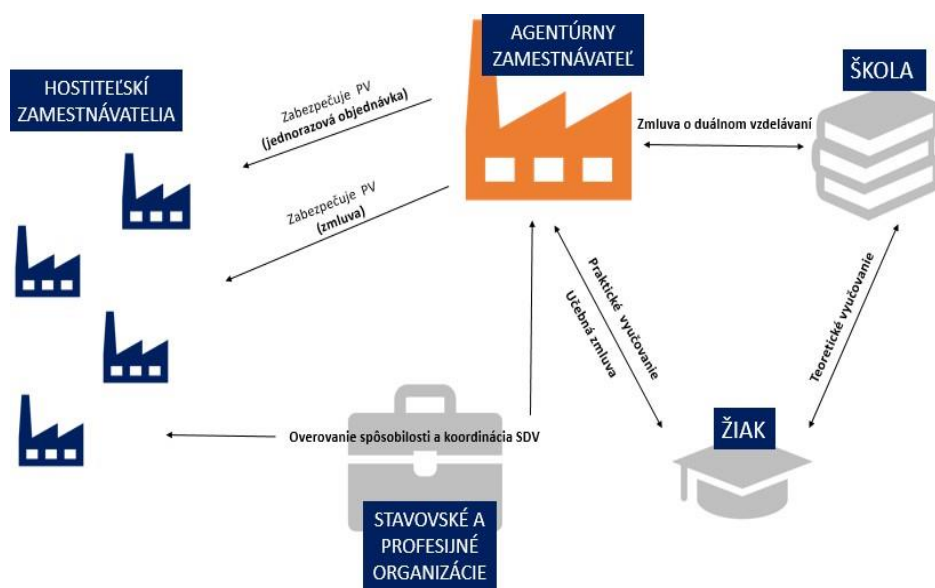 AGENTÚRNY
ZAMESTNÁVATEĽ
ŠKOLA
HOSTITEĽSKÍ
ZAMESTNÁVATELIA
Zabezpečuje PV
(jednorazová objednávka)
Zmluva o duálnom vzdelávaní
Zabezpečuje PV
(zmluva)
Praktické vyučovanie
Učebná zmluva
Teoretické vyučovanie
Overovanie spôsobilosti a koordinácia SDV
ŽIAK
STAVOVSKÉ A
PROFESIJNÉ
ORGANIZÁCIE